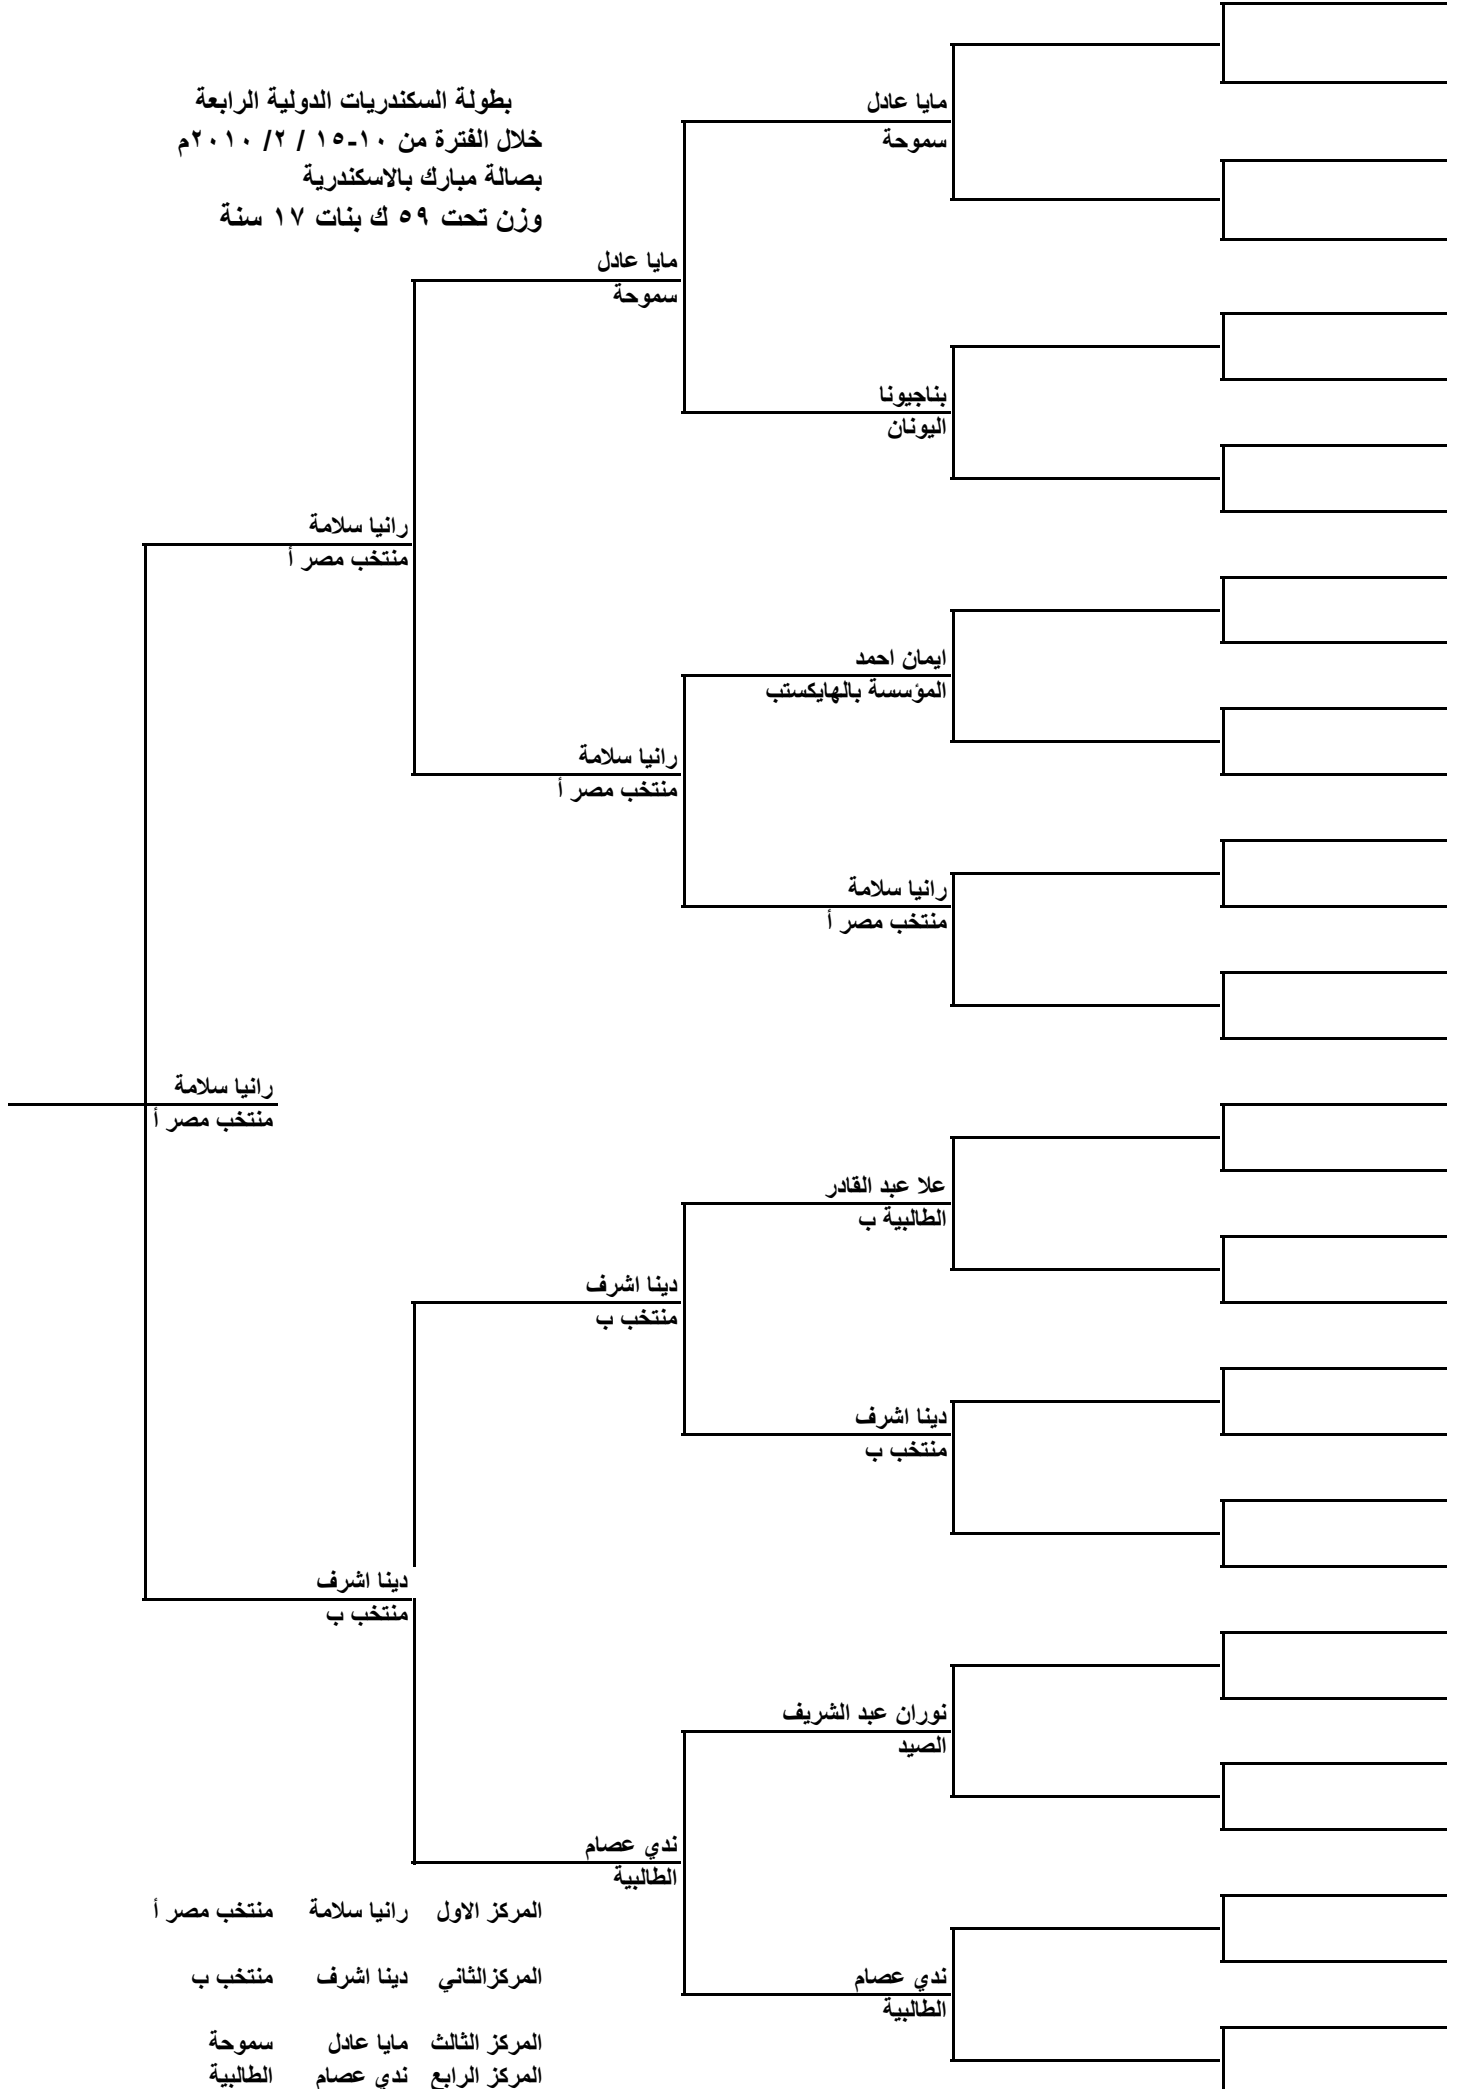 بطولة السكندريات الدولية الرابعة
خلال الفترة من ١٠-١٥ / ٢/ ٢٠١٠م
بصالة مبارك بالاسكندرية
وزن تحت ٥٩ ك بنات ١٧ سنة
مايا عادل
سموحة
بناجيونا
اليونان
ايمان احمد
المؤسسة بالهايكستب
رانيا سلامة
منتخب مصر أ
علا عبد القادر
الطالبية ب
دينا اشرف
منتخب ب
نوران عبد الشريف
الصيد
ندي عصام
الطالبية
مايا عادل
سموحة
رانيا سلامة
منتخب مصر أ
دينا اشرف
منتخب ب
ندي عصام
الطالبية
رانيا سلامة
منتخب مصر أ
دينا اشرف
منتخب ب
رانيا سلامة
منتخب مصر أ
المركز الاول رانيا سلامة منتخب مصر أ
المركزالثاني دينا اشرف منتخب ب
المركز الثالث مايا عادل سموحة
المركز الرابع ندي عصام الطالبية